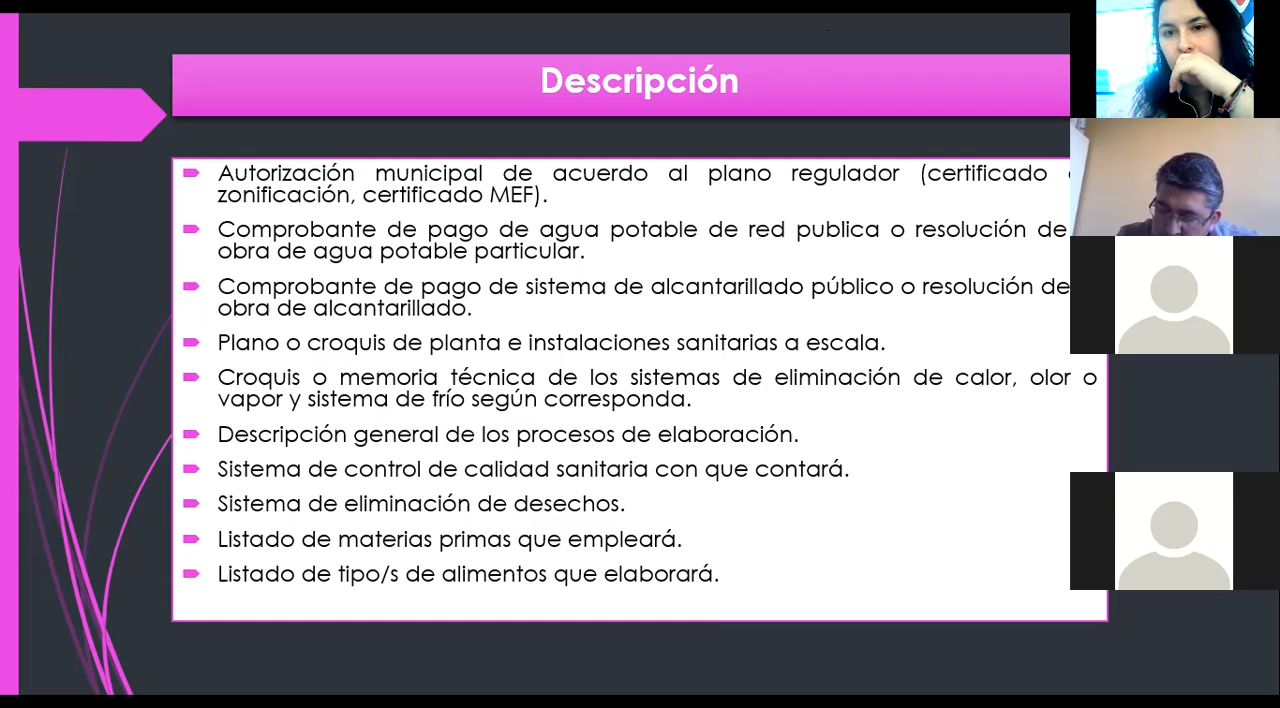 Descripción
Autorización municipal de acuerdo al plano regulador (certificado
zonificación, certificado MEF).
Comprobante de pago de agua potable de red publica o resolución de
obra de agua potable particular.
Comprobante de pago de sistema de alcantarillado público o resolución de
obra de alcantarillado.
Plano o croquis de planta e instalaciones sanitarias a escala.
Croquis o memoria técnica de los sistemas de eliminación de calor, olor o
vapor y sistema de frío según corresponda.
Descripción general de los procesos de elaboración.
Sistema de control de calidad sanitaria con que contará.
Sistema de eliminación de desechos.
Listado de materias primas que empleará.
Listado de tipo/s de alimentos que elaborará.